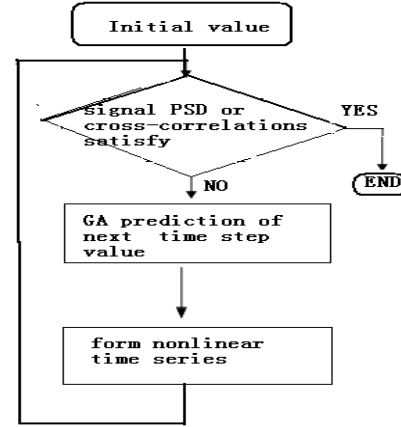 Initial value
signal PSD or
cross-correlations
satisfy
YES
END
NO
GA prediction of
next time step
value
form nonlinear
time series